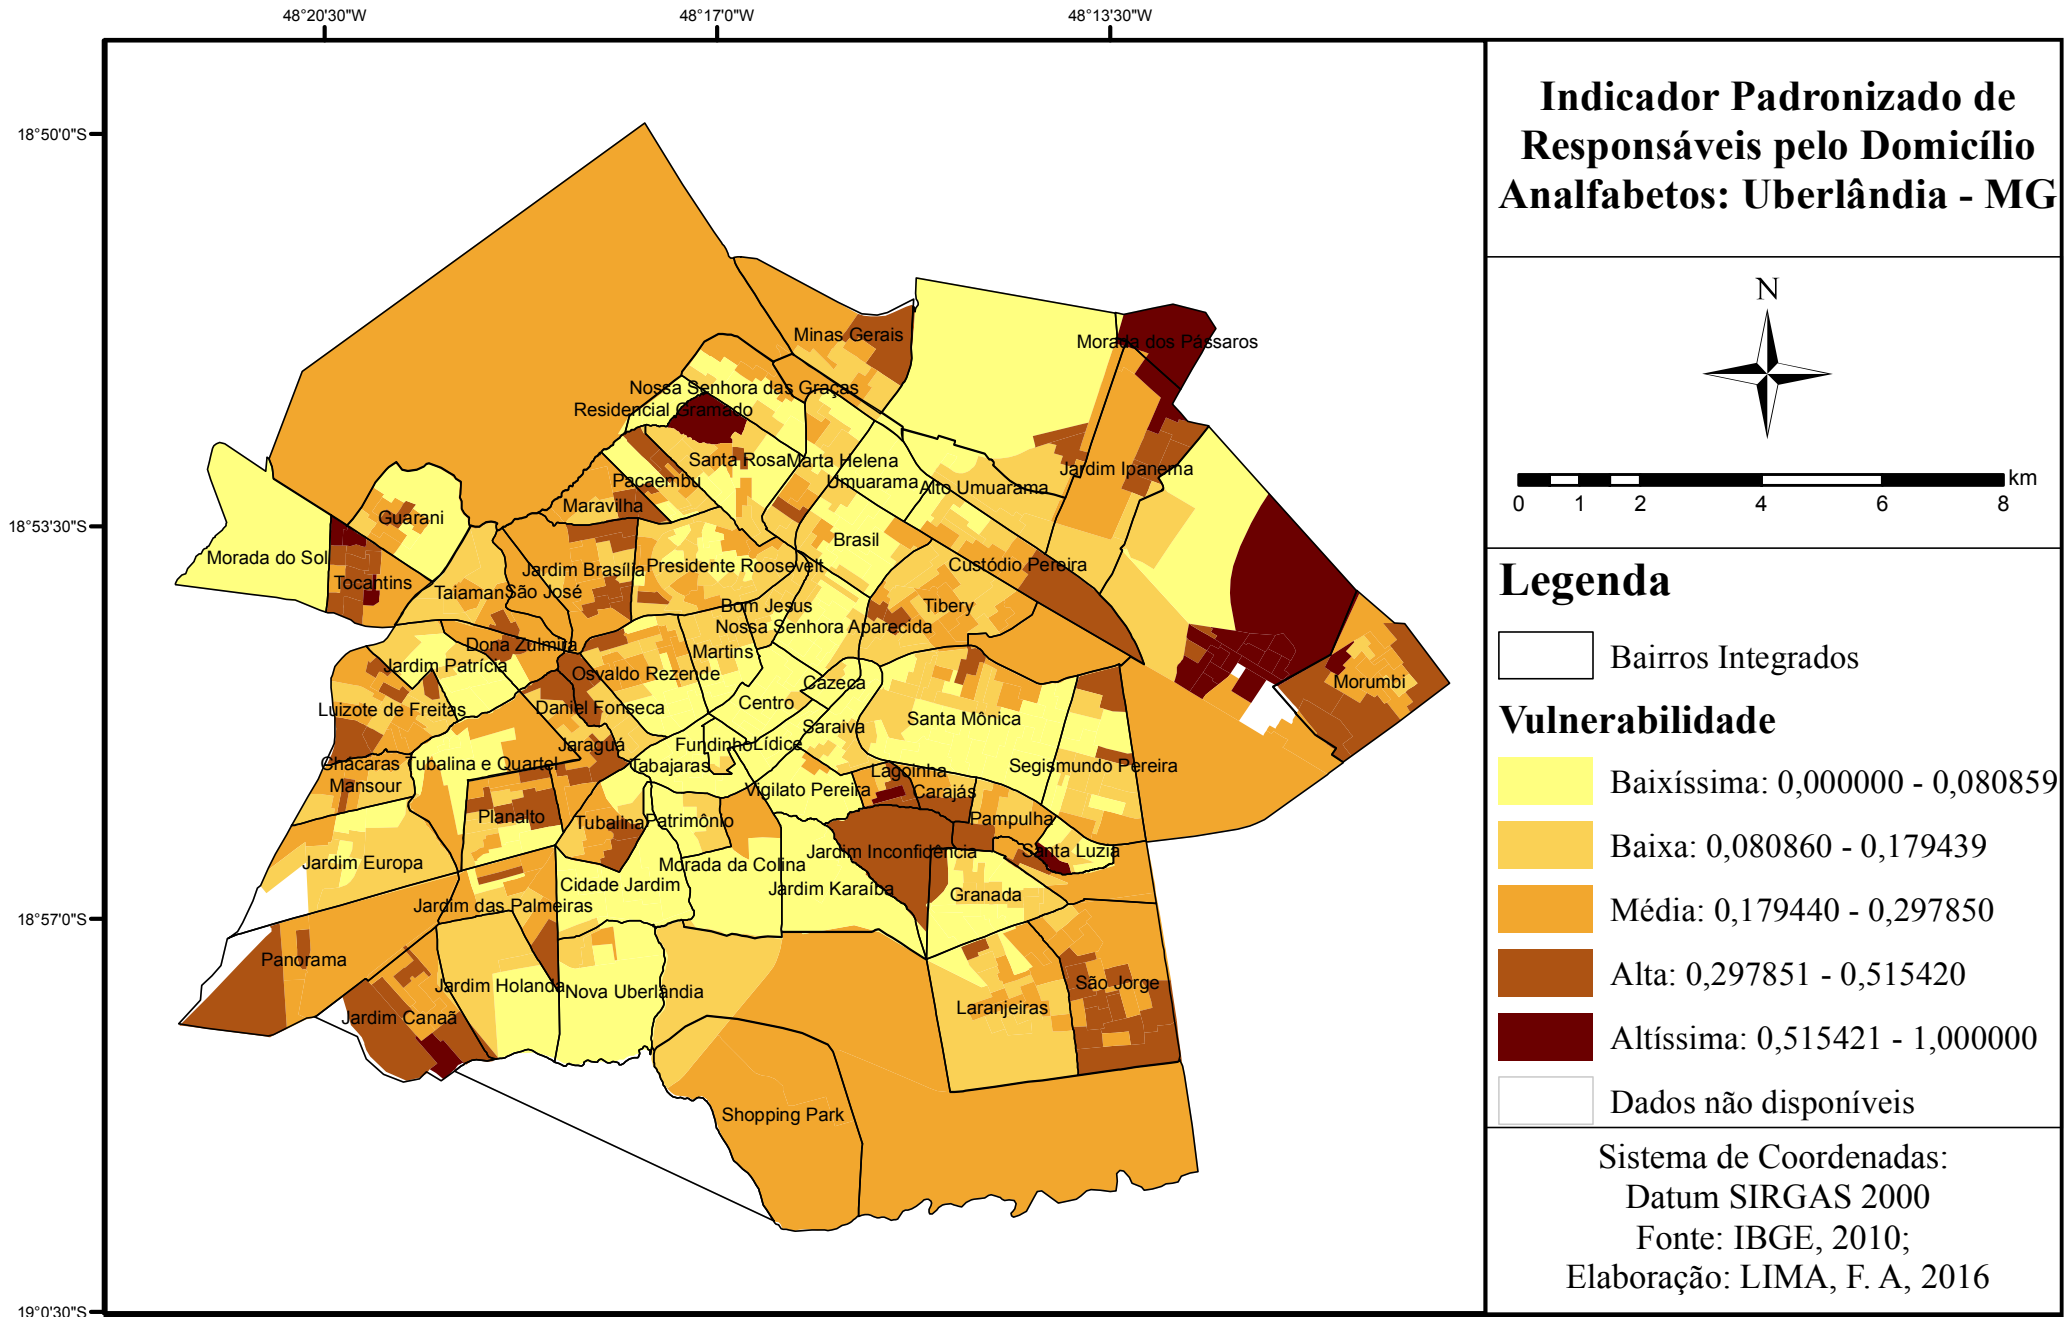 48°20'30"W
48°17'0"W
48°13'30"W
18°50'0"S
18°53'30"S
18°57'0"S
19°0'30"S
Minas Gerais
Morada dos Pássaros
Nossa Senhora das Graças
Residencial Gramado
Santa Rosa
Marta Helena
Jardim Ipanema
Pacaembu
Umuarama
Alto Umuarama
Maravilha
Guarani
Brasil
Morada do Sol
Tocantins
Jardim Brasília
Presidente Roosevelt
Custódio Pereira
Taiaman
São José
Bom Jesus
Tibery
Nossa Senhora Aparecida
Dona Zulmira
Martins
Jardim Patrícia
Osvaldo Rezende
Cazeca
Morumbi
Luizote de Freitas
Daniel Fonseca
Centro
Santa Mônica
Saraiva
Jaraguá
Fundinho
Lídice
Chácaras Tubalina e Quartel
Tabajaras
Lagoinha
Segismundo Pereira
Mansour
Vigilato Pereira
Carajás
Planalto
Tubalina
Patrimônio
Pampulha
Jardim Europa
Morada da Colina
Jardim Inconfidência
Santa Luzia
Cidade Jardim
Jardim Karaíba
Granada
Jardim das Palmeiras
Panorama
Jardim Holanda
Nova Uberlândia
São Jorge
Laranjeiras
Jardim Canaã
Shopping Park
Indicador Padronizado de
Responsáveis pelo Domicílio
Analfabetos: Uberlândia - MG
N
km
0 1 2 4 6 8
Legenda
Bairros Integrados
Vulnerabilidade
Baixíssima: 0,000000 - 0,080859
Baixa: 0,080860 - 0,179439
Média: 0,179440 - 0,297850
Alta: 0,297851 - 0,515420
Altíssima: 0,515421 - 1,000000
Dados não disponíveis
Sistema de Coordenadas:
Datum SIRGAS 2000
Fonte: IBGE, 2010;
Elaboração: LIMA, F. A, 2016